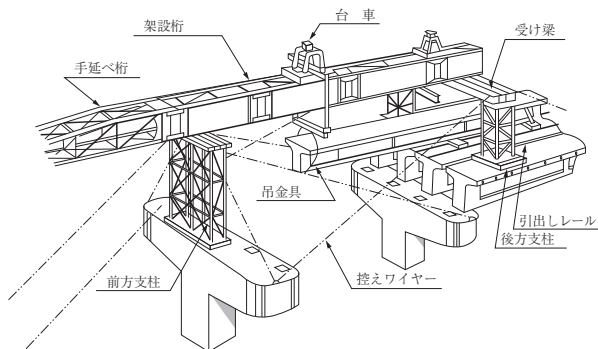 台車
架設桁
受け梁
手延べ桁
吊金具
引出しレール
後方支柱
前方支柱
控えワイヤー